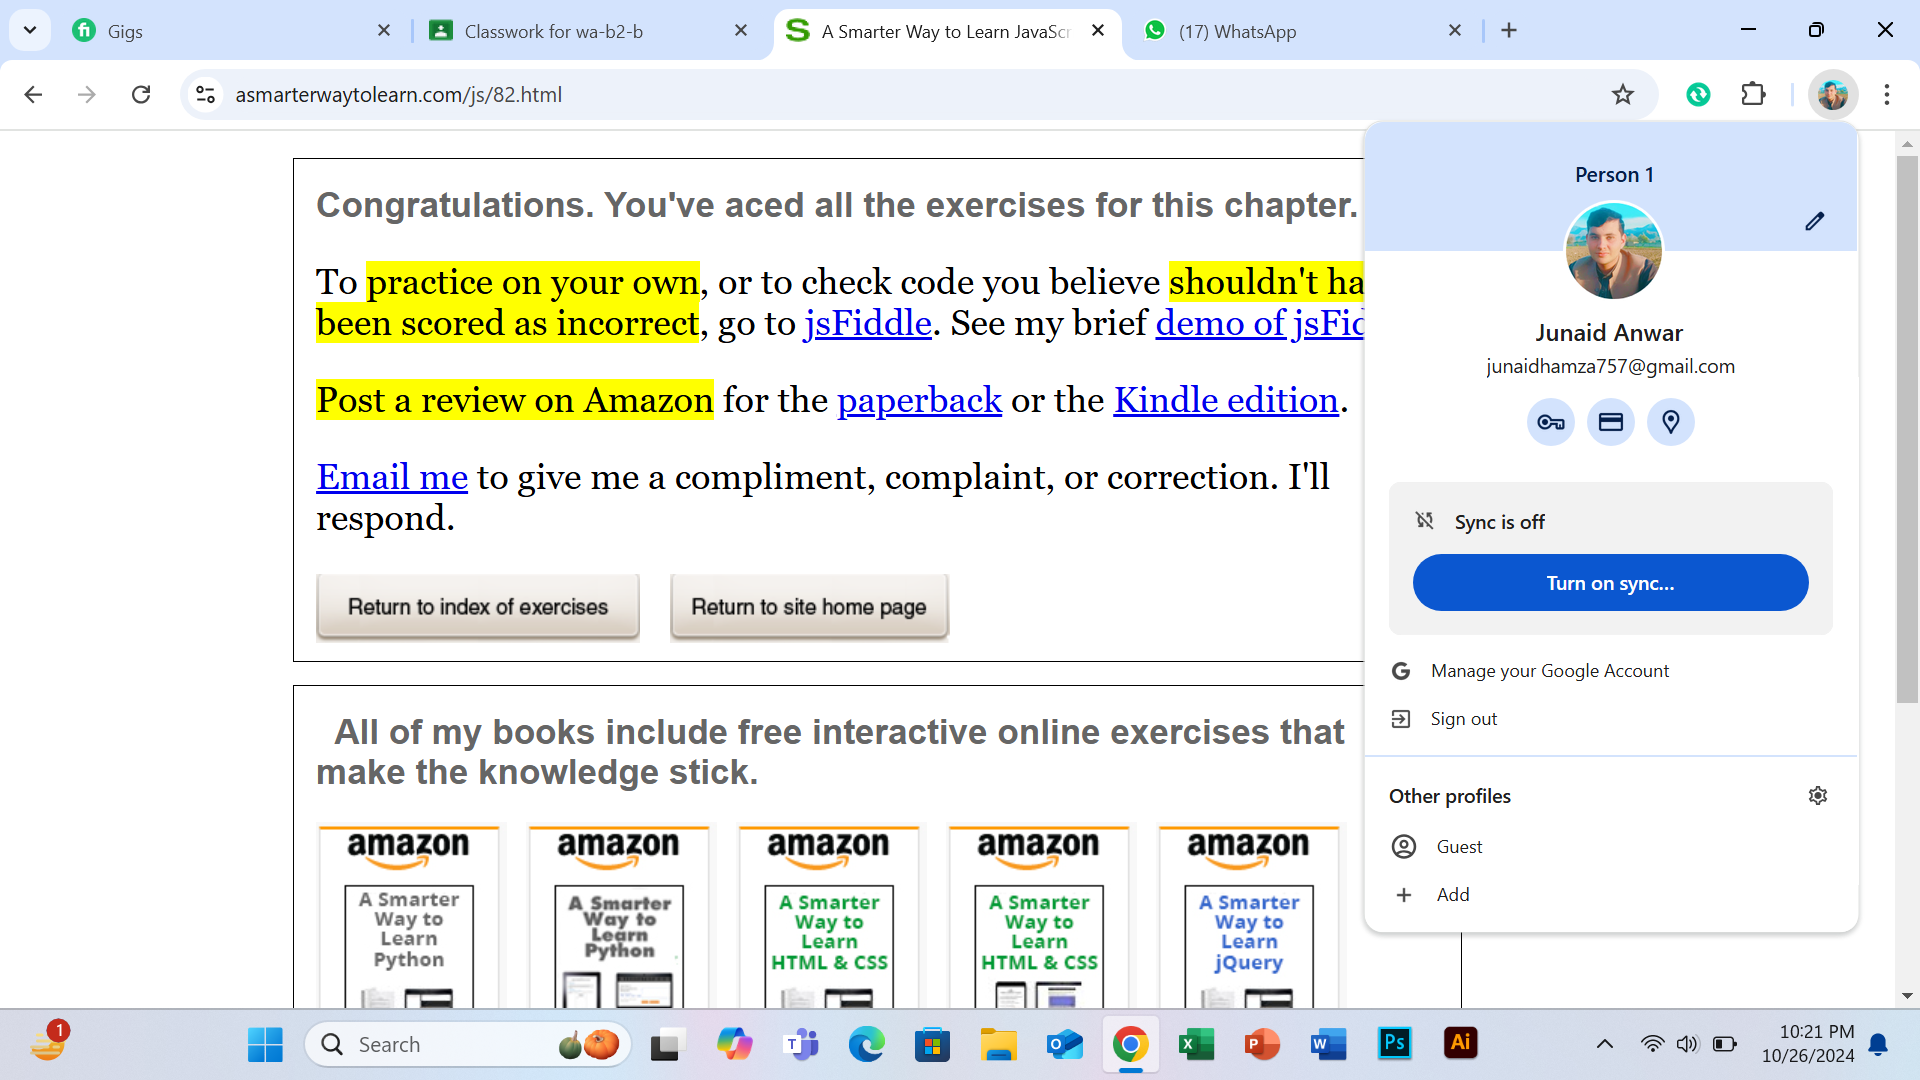 Gigs
Classwork for wa-b2-b
A Smarter Way to Learn JavaScr
(17) WhatsApp
asmarterwaytolearn.com/js/82.html
Congratulations. You've aced all the exercises for this chapter.
To practice on your own, or to check code you believe shouldn't ha
been scored as incorrect, go to jsFiddle. See my brief demo of jsFid
Post a review on Amazon for the paperback or the Kindle edition.
Email me to give me a compliment, complaint, or correction. I'll
respond.
Return to index of exercises
Return to site home page
All of my books include free interactive online exercises that
make the knowledge stick.
amazon
A Smarter
Way to
Learn
Python
amazon
A Smarter
Way to
Learn
Python
amazon
A Smarter
Way to
Learn
HTML & CSS
amazon
A Smarter
Way to
Learn
HTML & CSS
amazon
A Smarter
Way to
Learn
jQuery
Person 1
Junaid Anwar
junaidhamza757@gmail.com
Sync is off
Turn on sync...
Manage your Google Account
Sign out
Other profiles
Guest
Add
1
Search
Ps
Ai
10:21 PM
10/26/2024